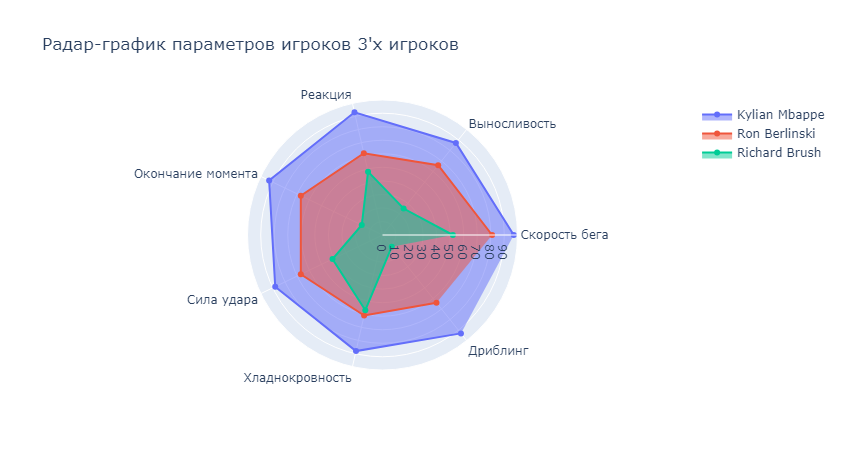 Радар-график параметров игроков 3'х игроков
Реакция
Выносливость
Окончание момента
Скорость бега
0
10
20
30
40
50
60
70
80
90
Сила удара
Дриблинг
Хладнокровность
Kylian Mbappe
Ron Berlinski
Richard Brush